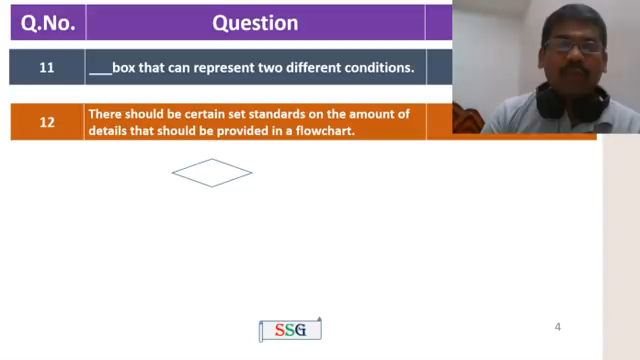 Q.No. Question
11 ___box that can represent two different conditions.
12 There should be certain set standards on the amount of
details that should be provided in a flowchart.
SSG
4